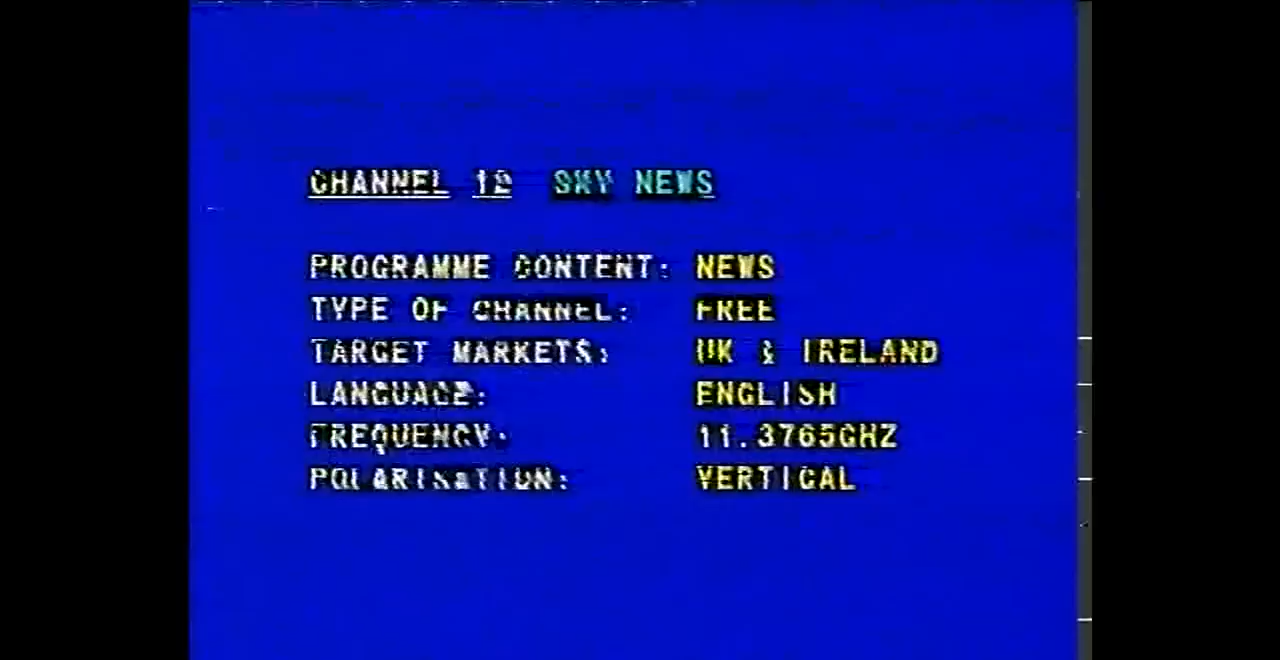 CHANNEL 12 SKY NEWS
PROGRAMME CONTENT: NEWS
TYPE OF CHANNEL: FREE
TARGET MARKETS: UK & IRELAND
LANGUAGE: ENGLISH
FREQUENCY: 11.3765GHZ
POLARISATION: VERTICAL